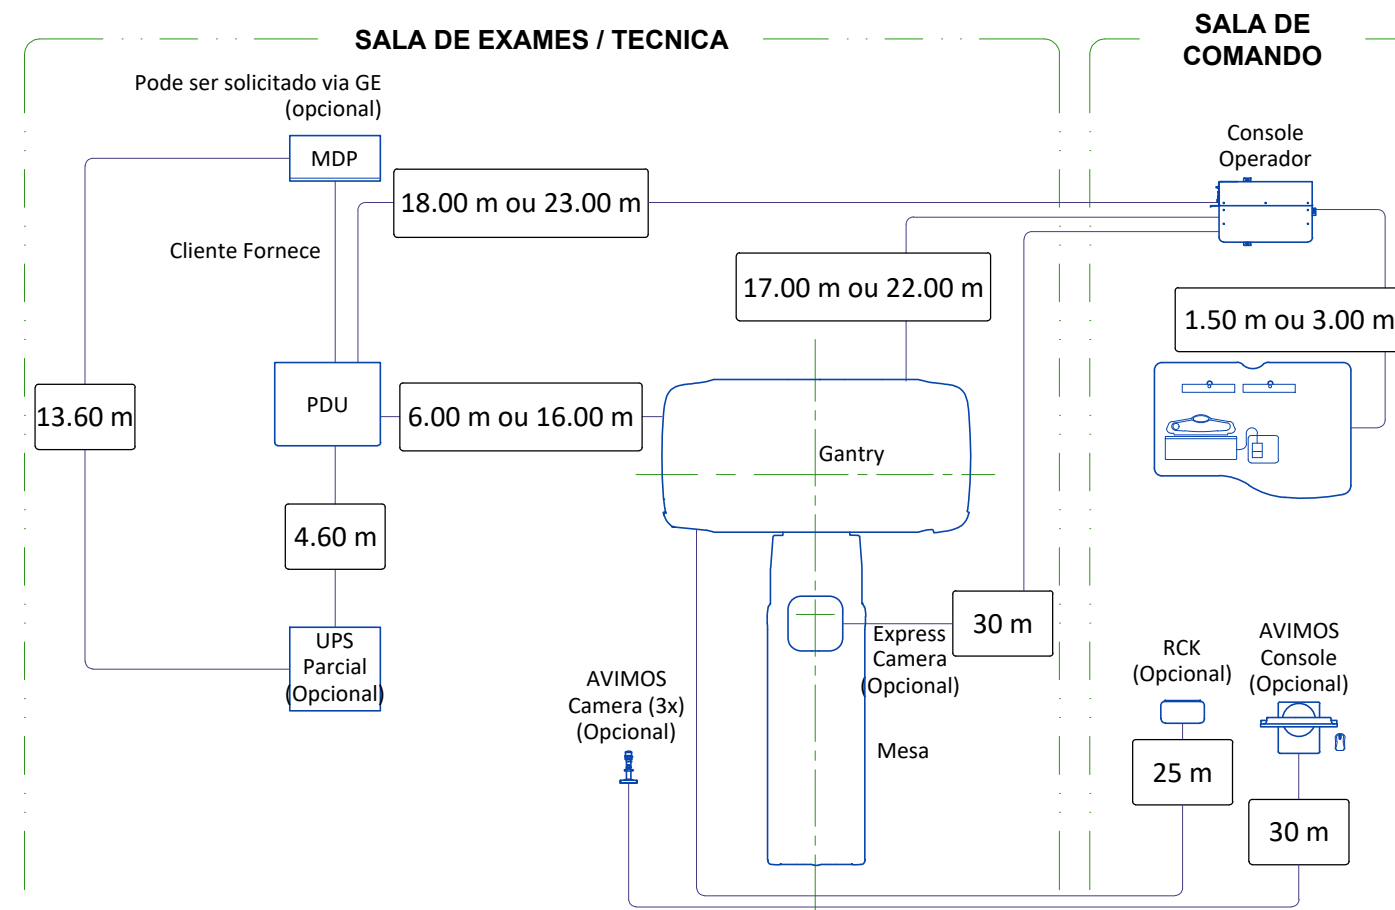 SALA DE EXAMES / TECNICA
SALA DE
COMANDO
Pode ser solicitado via GE
(opcional)
MDP
Console
Operador
18.00 m ou 23.00 m
Cliente Fornece
17.00 m ou 22.00 m
1.50 m ou 3.00 m
PDU
13.60 m
6.00 m ou 16.00 m
Gantry
4.60 m
UPS
Parcial
(Opcional)
Express
Camera
(Opcional)
30 m
AVIMOS
Camera (3x)
(Opcional)
RCK
(Opcional)
AVIMOS
Console
(Opcional)
Mesa
25 m
30 m